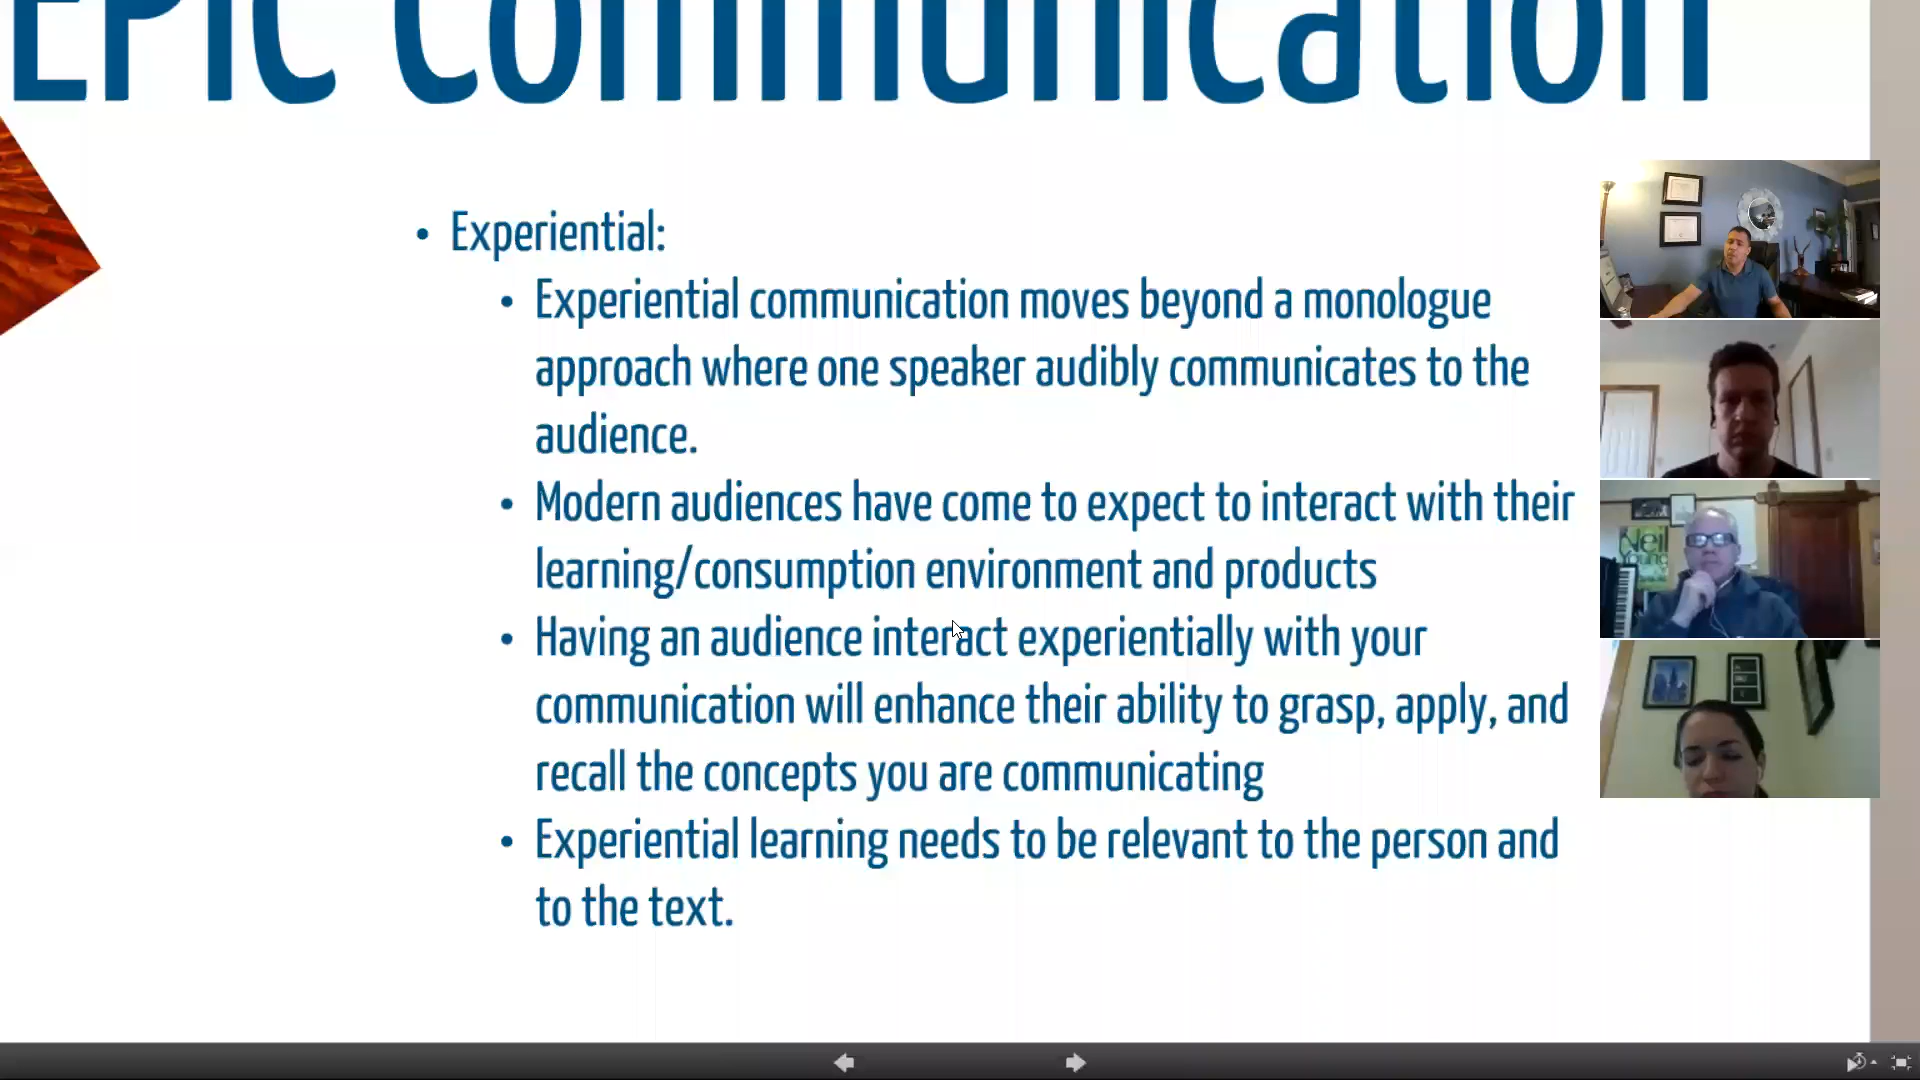 EPIC Communication
• Experiential:
• Experiential communication moves beyond a monologue
approach where one speaker audibly communicates to the
audience.
• Modern audiences have come to expect to interact with their
learning/consumption environment and products
• Having an audience interact experientially with your
communication will enhance their ability to grasp, apply, and
recall the concepts you are communicating
• Experiential learning needs to be relevant to the person and
to the text.
Neil
Young